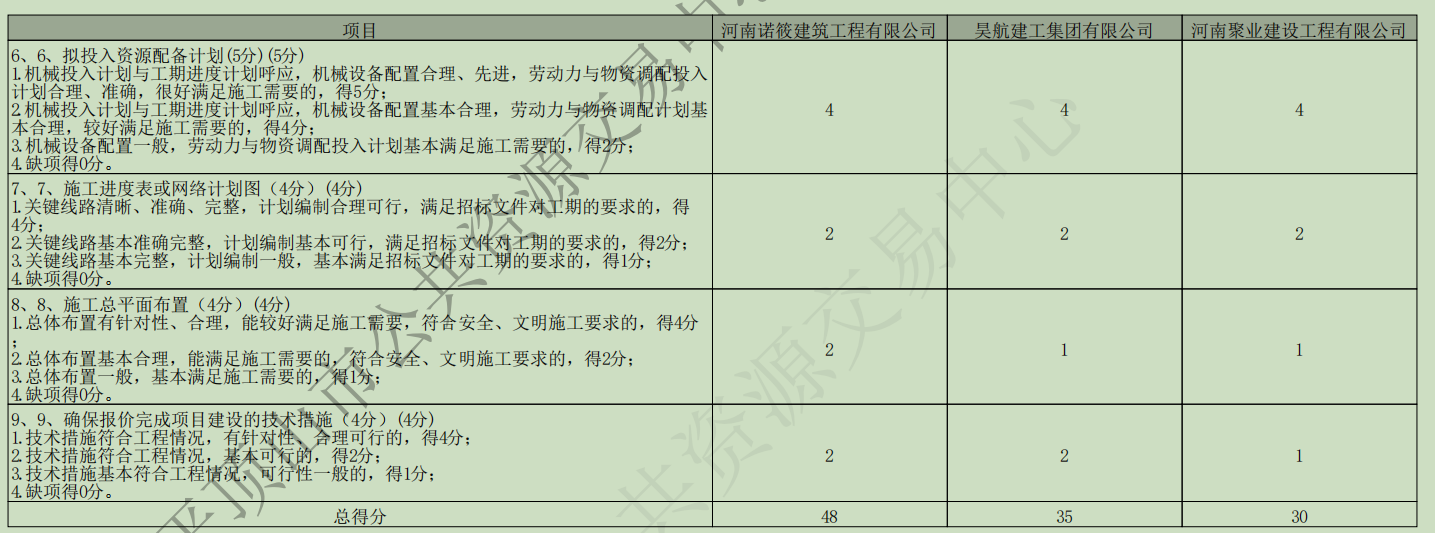 项目 河南诺筱建筑工程有限公司 昊航建工集团有限公司 河南聚业建设工程有限公司
6、6、拟投入资源配备计划(5分)(5分)
1.机械投入计划与工期进度计划呼应，机械设备配置合理、先进，劳动力与物资调配投入
计划合理、准确，很好满足施工需要的，得5分；
2.机械投入计划与工期进度计划呼应，机械设备配置基本合理，劳动力与物资调配计划基
本合理，较好满足施工需要的，得4分；
3.机械设备配置一般，劳动力与物资调配投入计划基本满足施工需要的，得2分；
4.缺项得0分。
4 4 4
7、7、施工进度表或网络计划图（4分）(4分)
1.关键线路清晰、准确、完整，计划编制合理可行，满足招标文件对工期的要求的，得
4分；
2.关键线路基本准确完整，计划编制基本可行，满足招标文件对工期的要求的，得2分；
3.关键线路基本完整，计划编制一般，基本满足招标文件对工期的要求的，得1分；
4.缺项得0分。
2 2 2
8、8、施工总平面布置（4分）(4分)
1.总体布置有针对性、合理，能较好满足施工需要，符合安全、文明施工要求的，得4分
；
2.总体布置基本合理，能满足施工需要的，符合安全、文明施工要求的，得2分；
3.总体布置一般，基本满足施工需要的，得1分；
4.缺项得0分。
2 1 1
9、9、确保报价完成项目建设的技术措施（4分）(4分)
1.技术措施符合工程情况，有针对性、合理可行的，得4分；
2.技术措施符合工程情况，基本可行的，得2分；
3.技术措施基本符合工程情况，可行性一般的，得1分；
4.缺项得0分。
2 2 1
总得分 48 35 30
平顶山市公共资源交易中心
共资源交易中心